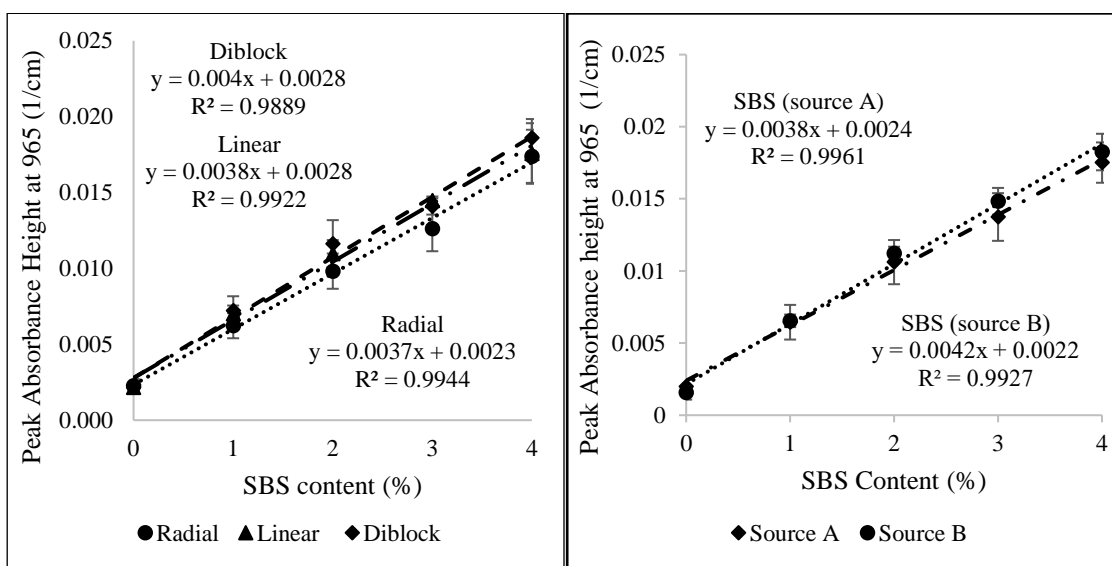 Peak Absorbance Height at 965 (1/cm)
0.025
0.020
0.015
0.010
0.005
0.000
Diblock
y = 0.004x + 0.0028
R² = 0.9889
Linear
y = 0.0038x + 0.0028
R² = 0.9922
Radial
y = 0.0037x + 0.0023
R² = 0.9944
0 1 2 3 4
SBS content (%)
Radial Linear Diblock
Peak Absorbance height at 965 (1/cm)
0.025
0.02
0.015
0.01
0.005
0
SBS (source A)
y = 0.0038x + 0.0024
R² = 0.9961
SBS (source B)
y = 0.0042x + 0.0022
R² = 0.9927
0 1 2 3 4
SBS Content (%)
Source A Source B